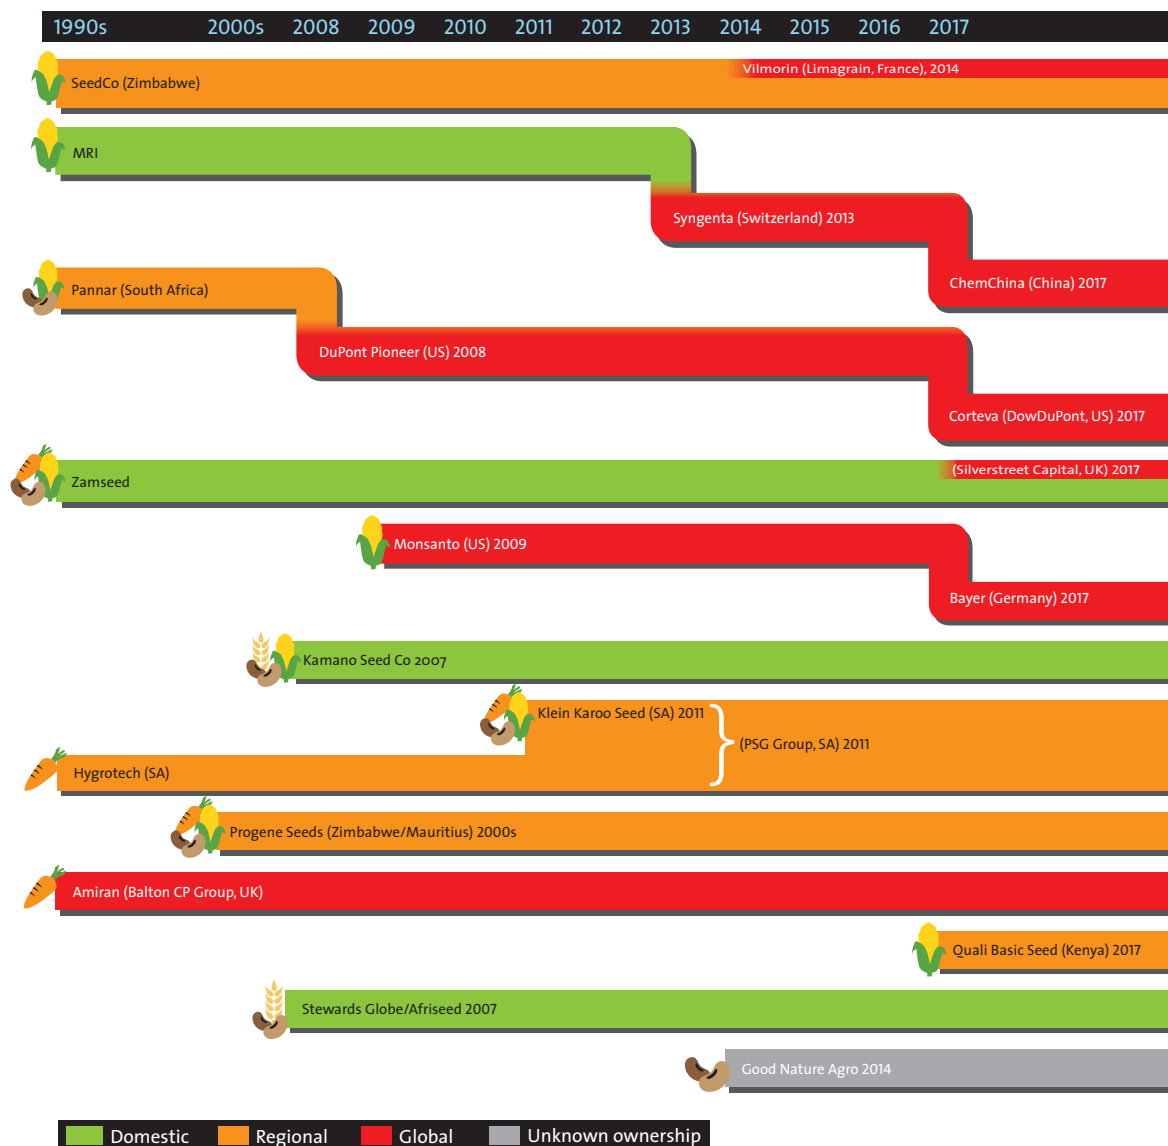 1990s 2000s 2008 2009 2010 2011 2012 2013 2014 2015 2016 2017
Vilmorin (Limagrain, France), 2014
SeedCo (Zimbabwe)
MRI
Syngenta (Switzerland) 2013
ChemChina (China) 2017
Pannar (South Africa)
DuPont Pioneer (US) 2008
Corteva (DowDuPont, US) 2017
Zamseed
(Silverstreet Capital, UK) 2017
Monsanto (US) 2009
Bayer (Germany) 2017
Kamano Seed Co 2007
Klein Karoo Seed (SA) 2011
(PSG Group, SA) 2011
Hygrotech (SA)
Progene Seeds (Zimbabwe/Mauritius) 2000s
Amiran (Balton CP Group, UK)
Quali Basic Seed (Kenya) 2017
Stewards Globe/Afriseed 2007
Good Nature Agro 2014
Domestic Regional Global Unknown ownership